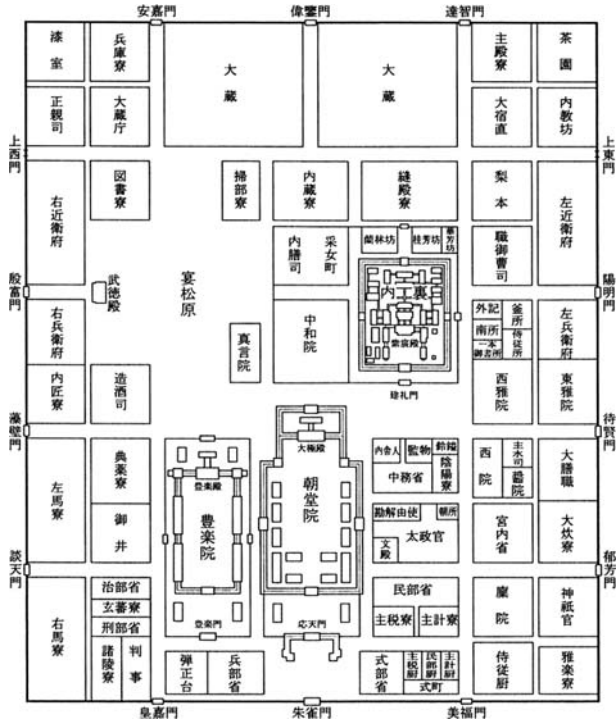 安嘉門 偉鑒門 達智門
漆室 兵庫寮 大蔵 大蔵 主殿寮 茶園
正親司 大蔵庁 大宿直 内教坊
上西門 上東門
右近衛府 図書寮 掃部寮 内蔵寮 縫殿寮 梨本 左近衛府
内膳司 采女町 蘭林坊 桂芳坊 華芳坊 職御曹司
殷富門 武徳殿 宴松原 内裏 陽明門
右兵衛府 真言院 中和院 紫宸殿 外記 釜所 左兵衛府
南所 侍従所
一本御書所
内匠寮 造酒司 建礼門 西雅院 東雅院
藻壁門 待賢門
左馬寮 典薬寮 豊楽殿 大極殿 内舎人 監物 鈴鎰 西院 主水司 大膳職
朝堂院 中務省 陰陽寮 醤院
御井 豊楽院 勘解由使 朝所 宮内省 大炊寮
文殿 太政官
談天門 郁芳門
右馬寮 治部省 民部省 廩院 神祇官
玄蕃寮
刑部省 豊楽門 応天門 主税寮 主計寮
諸陵寮 判事 弾正台 兵部省 式部省 主税厨 民部厨 主計厨 侍従厨 雅楽寮
式町
皇嘉門 朱雀門 美福門